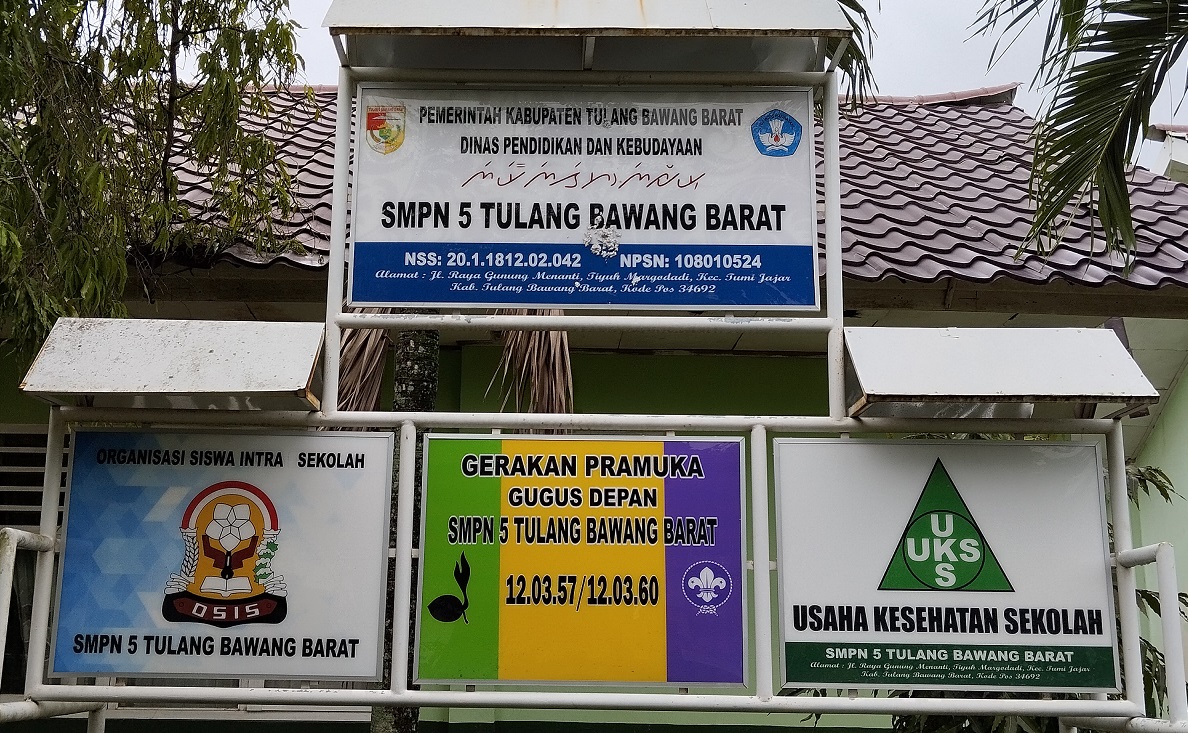 PEMERINTAH KABUPATEN TULANG BAWANG BARAT
DINAS PENDIDIKAN DAN KEBUDAYAAN
SMPN 5 TULANG BAWANG BARAT
NSS: 20.1.1812.02.042 NPSN: 108010524
Alamat : Jl. Raya Gunung Menanti, Tiyuh Margodadi, Kec. Tumi Jajar
Kab. Tulang Bawang Barat, Kode Pos 34692
ORGANISASI SISWA INTRA SEKOLAH
OSIS
SMPN 5 TULANG BAWANG BARAT
GERAKAN PRAMUKA
GUGUS DEPAN
SMPN 5 TULANG BAWANG BARAT
12.03.57/12.03.60
U
UKS
S
USAHA KESEHATAN SEKOLAH
SMPN 5 TULANG BAWANG BARAT
Alamat : Jl. Raya Gunung Menanti, Tiyuh Margodadi, Kec. Tumi Jajar
Kab. Tulang Bawang Barat, Kode Pos 34692